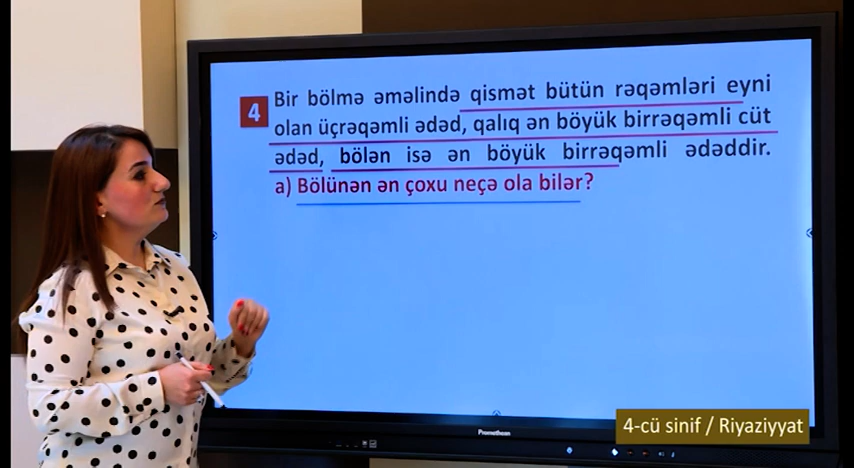 4
Bir bölmə əməlində qismət bütün rəqəmləri eyni
olan üçrəqəmli ədəd, qalıq ən böyük birrəqəmli cüt
ədəd, bölən isə ən böyük birrəqəmli ədəddir.
a) Bölünən ən çoxu neçə ola bilər?
Promethean
4-cü sinif / Riyaziyyat